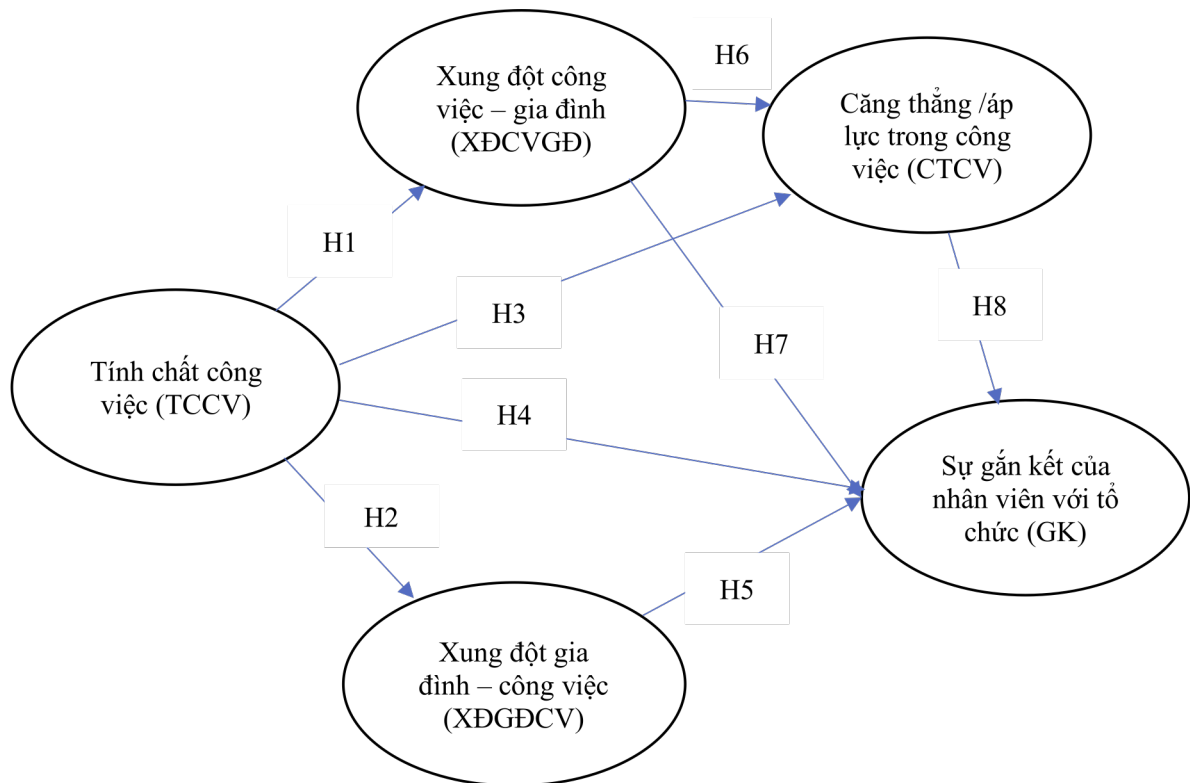 Xung đột công
việc – gia đình
(XĐCVGĐ)
H6
Căng thẳng /áp
lực trong công
việc (CTCV)
H1
H3
H8
H7
Tính chất công
việc (TCCV)
H4
Sự gắn kết của
nhân viên với tổ
chức (GK)
H2
H5
Xung đột gia
đình – công việc
(XĐGĐCV)